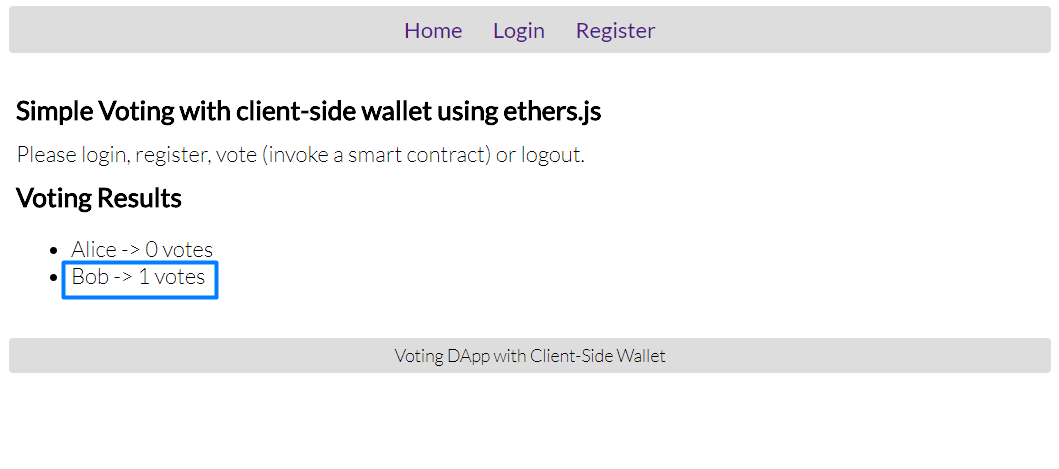 Home Login Register
Simple Voting with client-side wallet using ethers.js
Please login, register, vote (invoke a smart contract) or logout.
Voting Results
Alice -> 0 votes
Bob -> 1 votes
Voting DApp with Client-Side Wallet